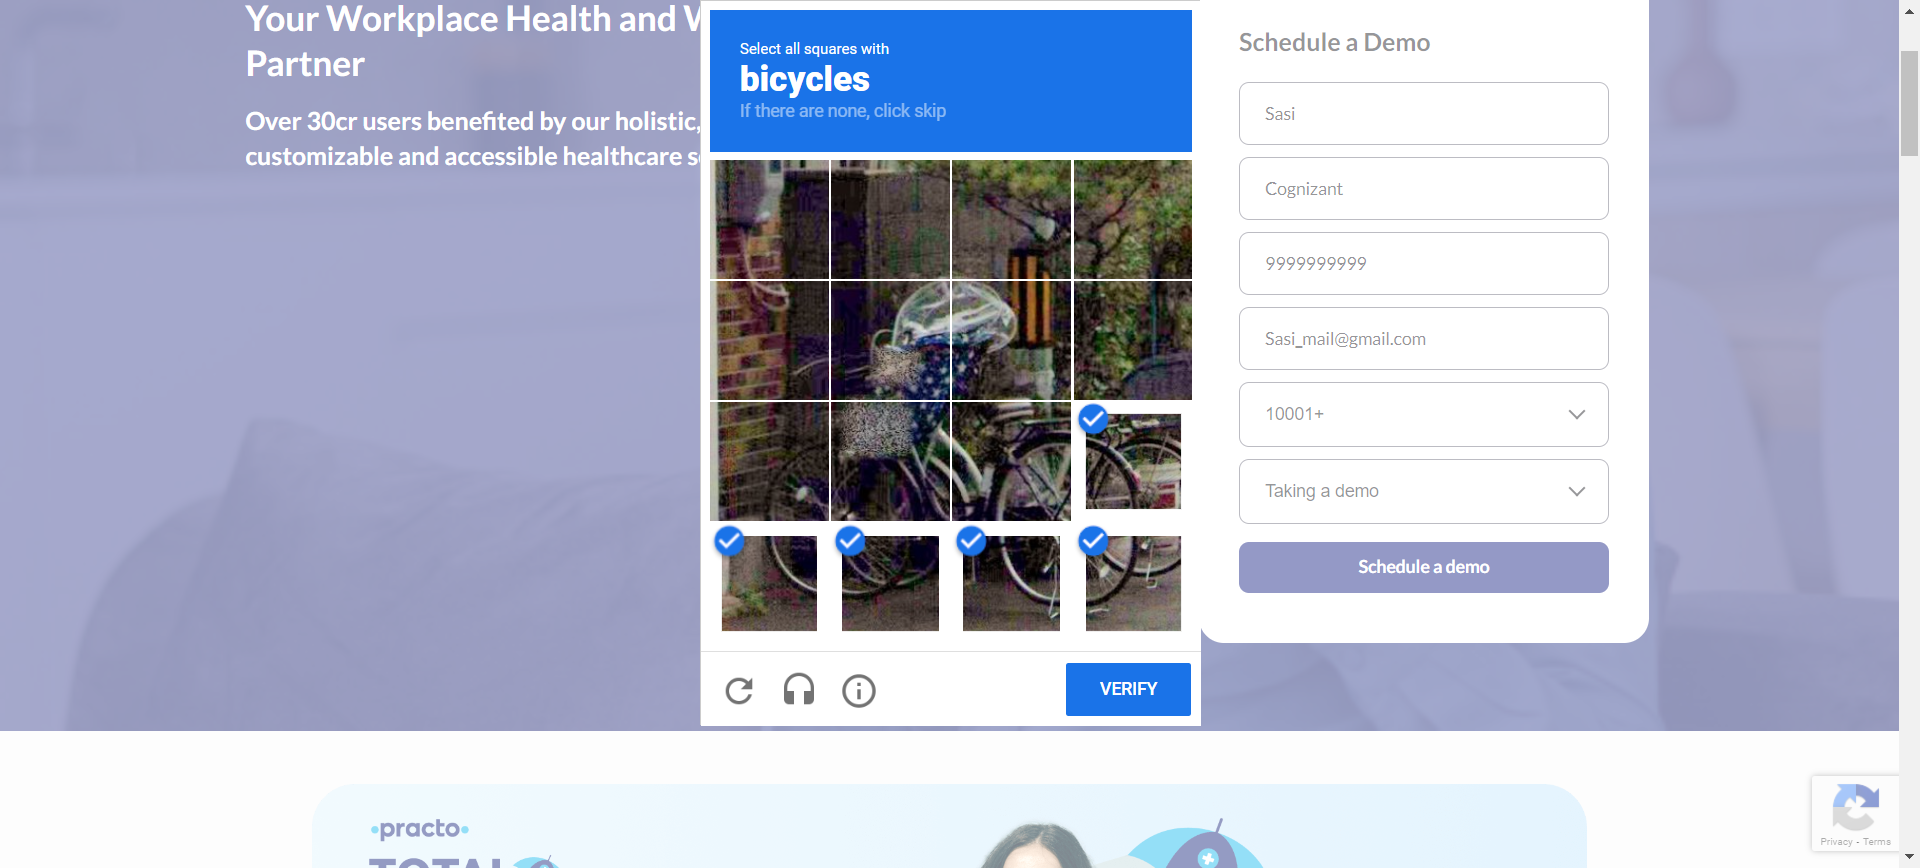 Your Workplace Health and W
Partner
Over 30cr users benefited by our holistic,
customizable and accessible healthcare s
Select all squares with
bicycles
If there are none, click skip
VERIFY
Schedule a Demo
Sasi
Cognizant
9999999999
Sasi_mail@gmail.com
10001+
Taking a demo
Schedule a demo
practo
TOTAL
Privacy - Terms